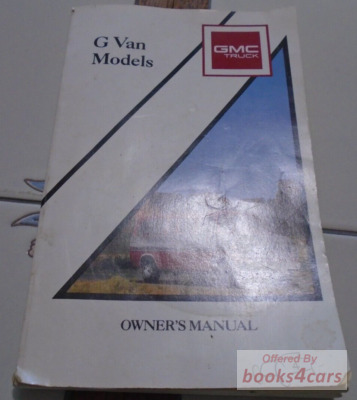 G Van
Models
GMC
TRUCK
OWNER'S MANUAL
Offered By
books4cars